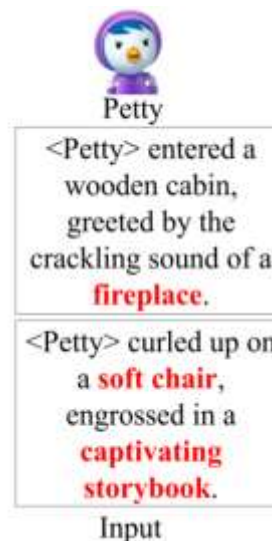 Petty
<Petty> entered a
wooden cabin,
greeted by the
crackling sound of a
fireplace.
<Petty> curled up on
a soft chair,
engrossed in a
captivating
storybook.
Input